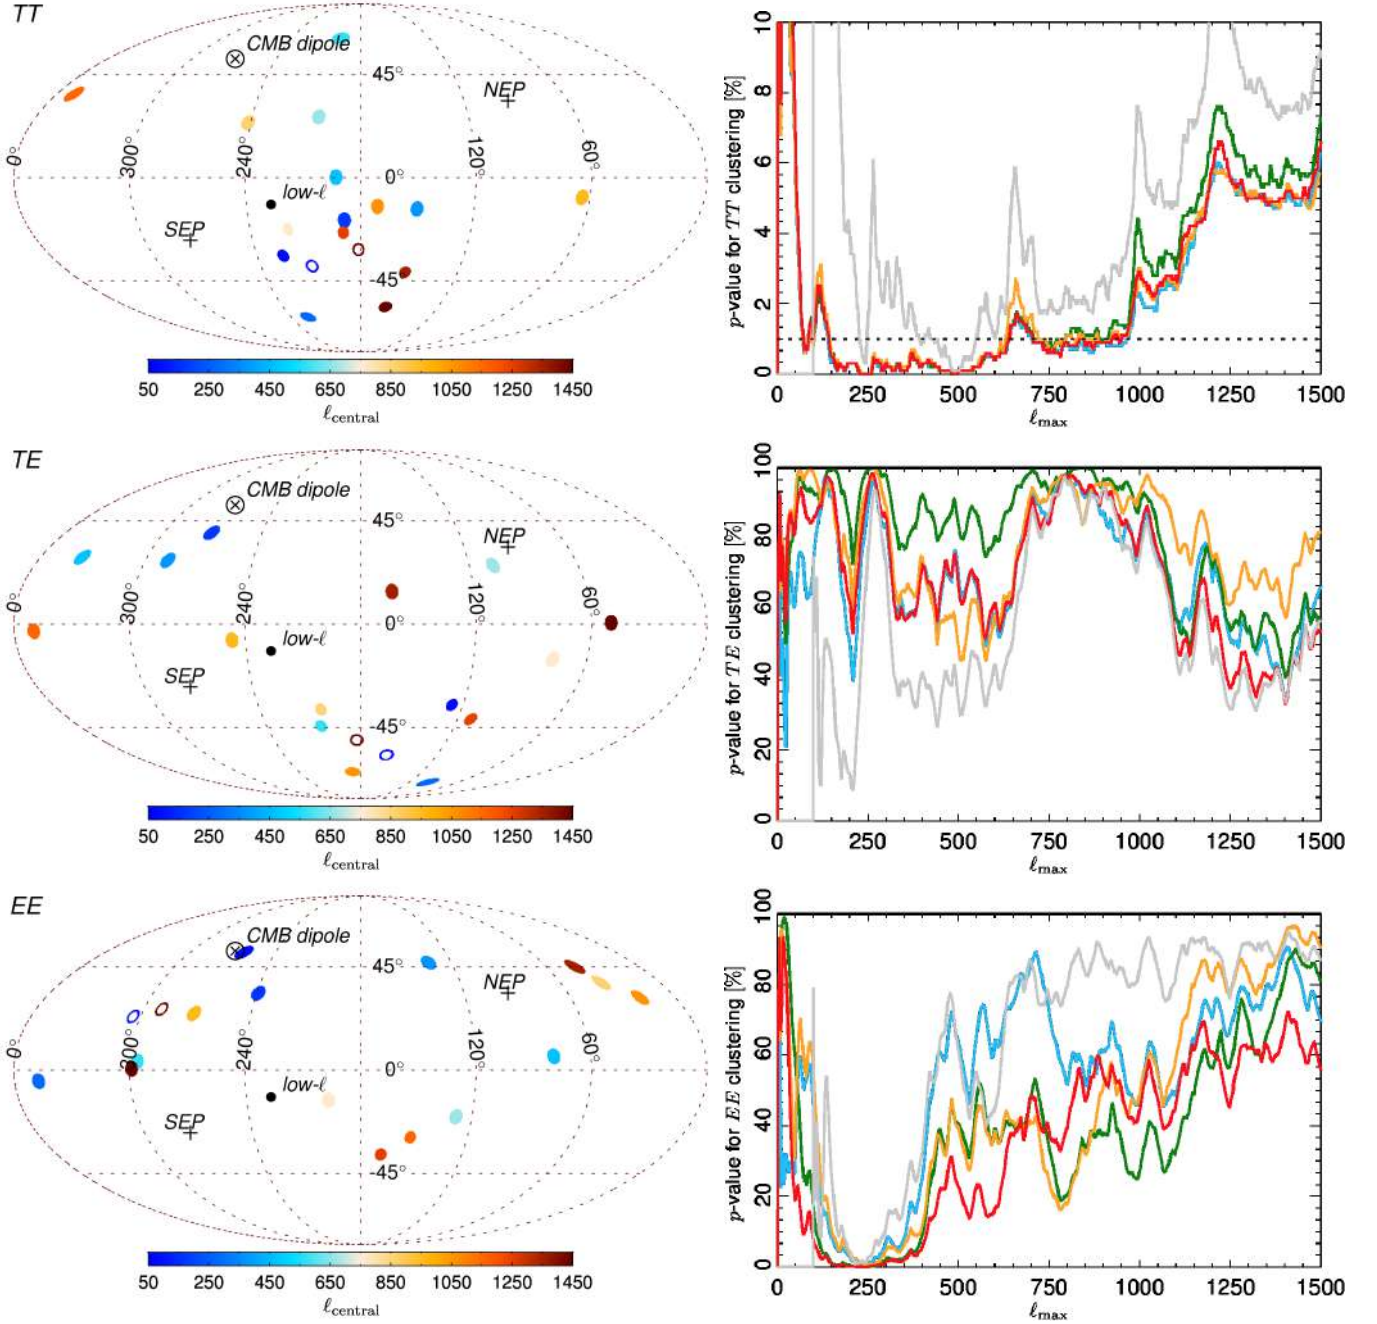 TT
CMB dipole
45°
NEP
0°
300°
240°
120°
60°
0°
low-ℓ
SEP
-45
50 250 450 650 850 1050 1250 1450
ℓcentral
p-value for TT clustering [%]
10
8
6
4
2
0
0 250 500 750 1000 1250 1500
ℓmax
TE
CMB dipole
45°
NEP
0°
300°
240°
120°
60°
0°
low-ℓ
SEP
-45°
50 250 450 650 850 1050 1250 1450
ℓcentral
p-value for TE clustering [%]
100
80
60
40
20
0
0 250 500 750 1000 1250 1500
ℓmax
EE
CMB dipole
45°
NEP
0°
240°
120°
60°
0°
low-ℓ
SEP
-45°
50 250 450 650 850 1050 1250 1450
ℓcentral
p-value for EE clustering [%]
100
80
60
40
20
0
0 250 500 750 1000 1250 1500
ℓmax